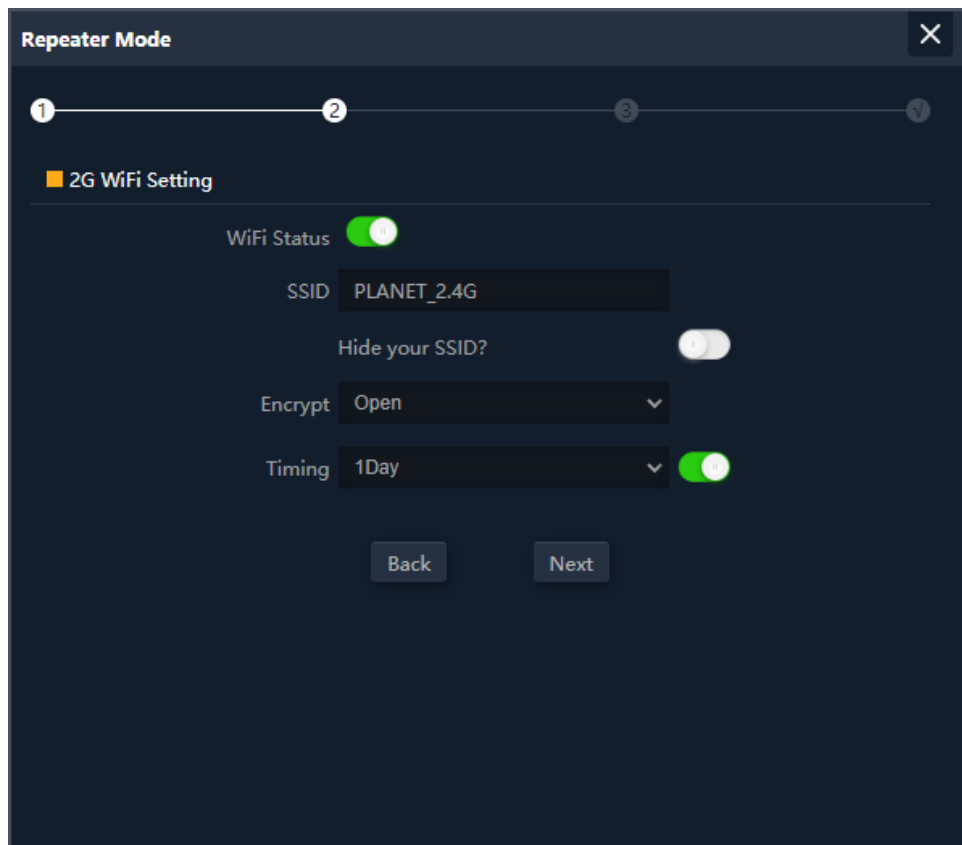 Repeater Mode
1 2 3 √
2G WiFi Setting
WiFi Status
SSID PLANET_2.4G
Hide your SSID?
Encrypt Open
Timing 1Day
Back Next